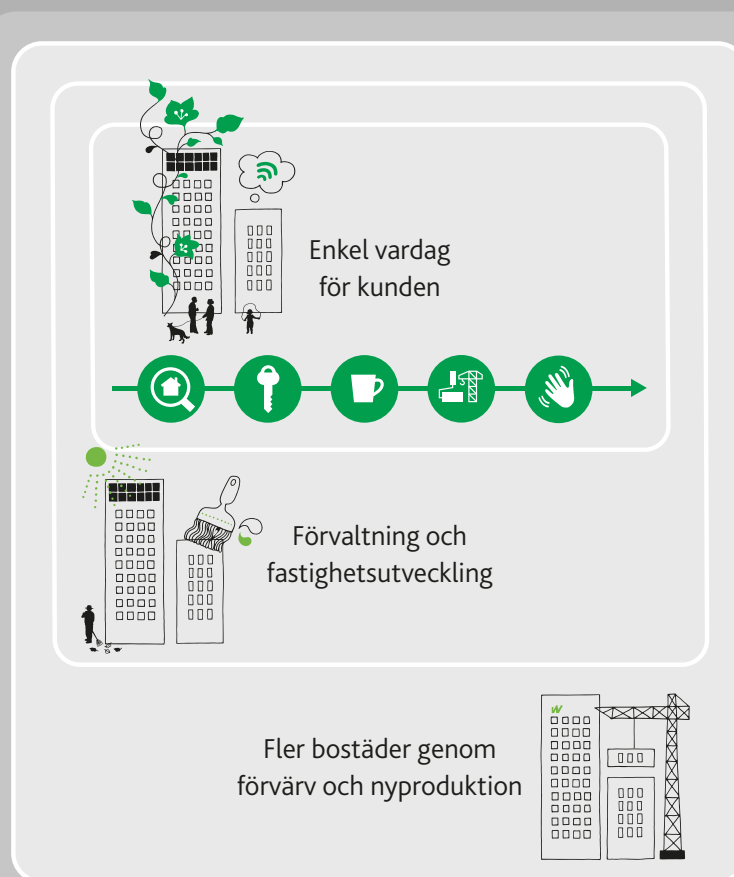 Enkel vardag
för kunden
Förvaltning och
fastighetsutveckling
Fler bostäder genom
förvärv och nyproduktion